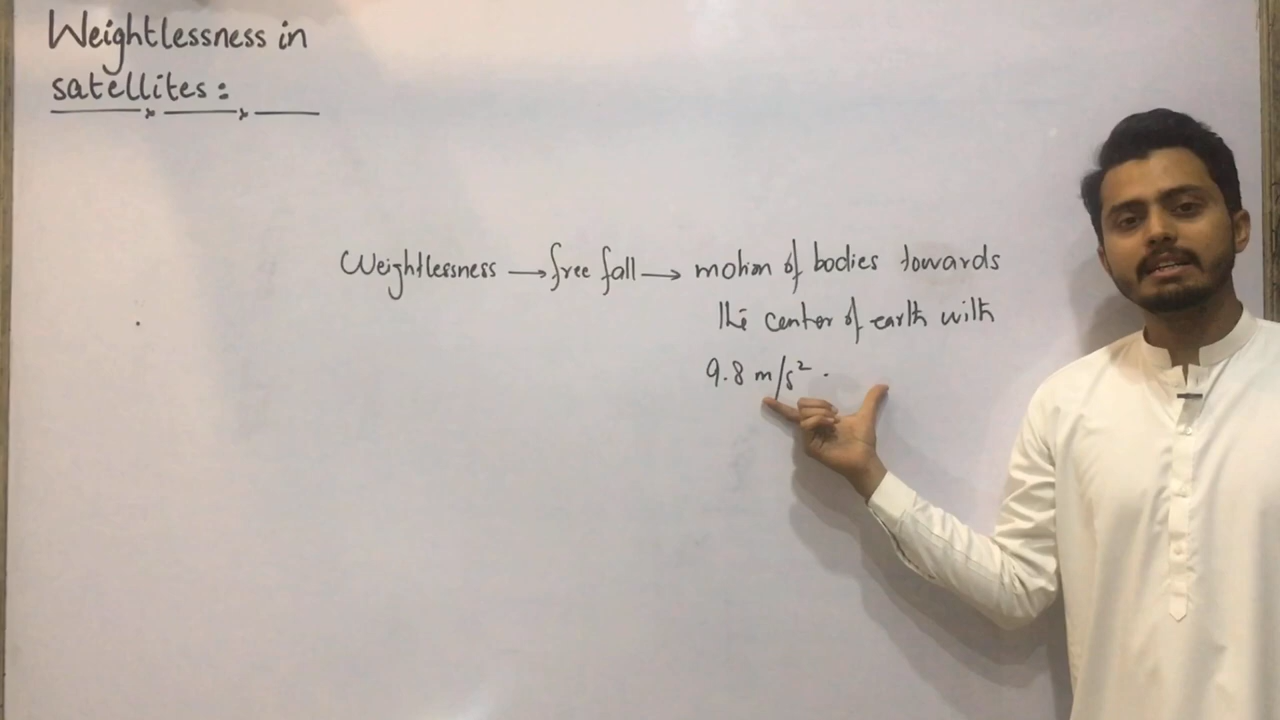 Weightlessness in
satellites :
Weightlessness → free fall → motion of bodies towards
the center of earth with
9.8 m/s² .